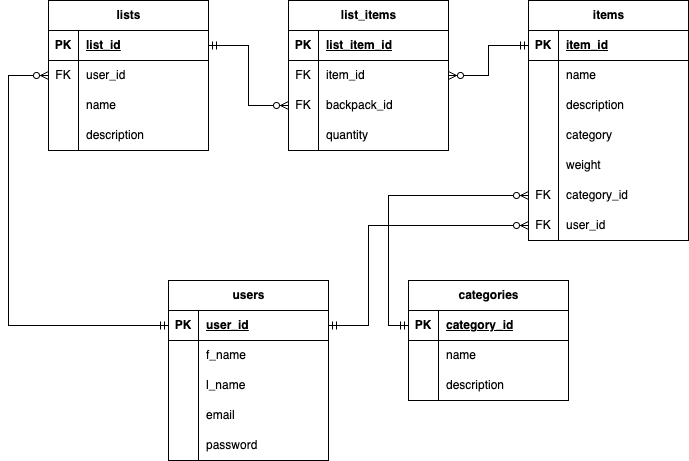 lists
PK list_id
FK user_id
name
description
list_items
PK list_item_id
FK item_id
FK backpack_id
quantity
items
PK item_id
name
description
category
weight
FK category_id
FK user_id
users
PK user_id
f_name
l_name
email
password
categories
PK category_id
name
description